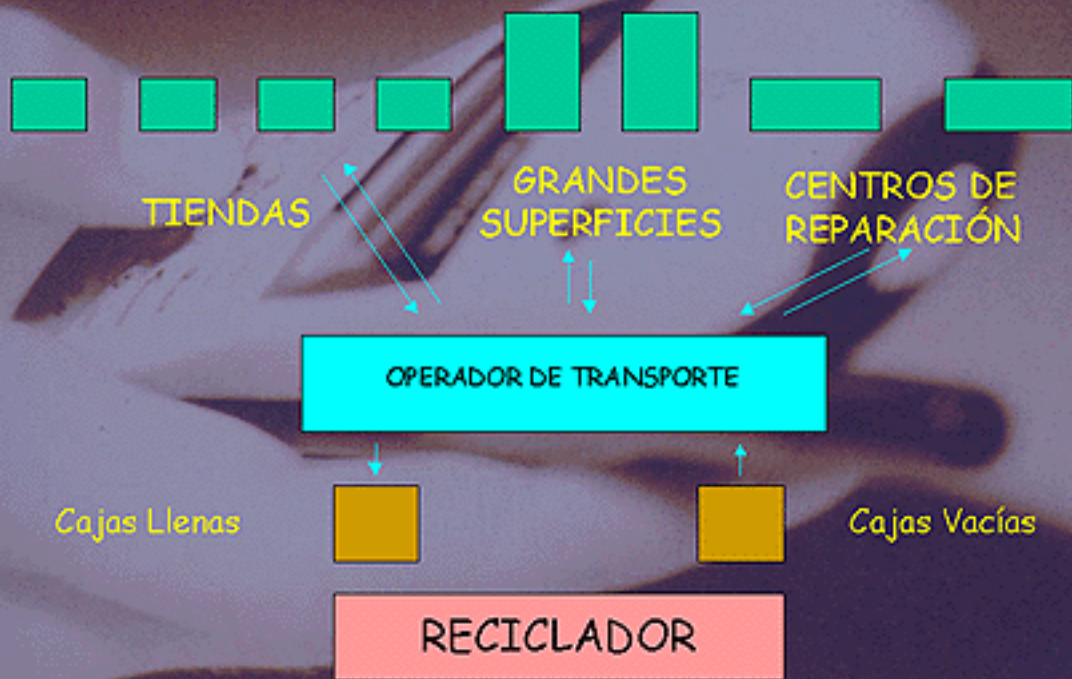 TIENDAS
GRANDES
SUPERFICIES
CENTROS DE
REPARACIÓN
OPERADOR DE TRANSPORTE
Cajas Llenas
Cajas Vacías
RECICLADOR